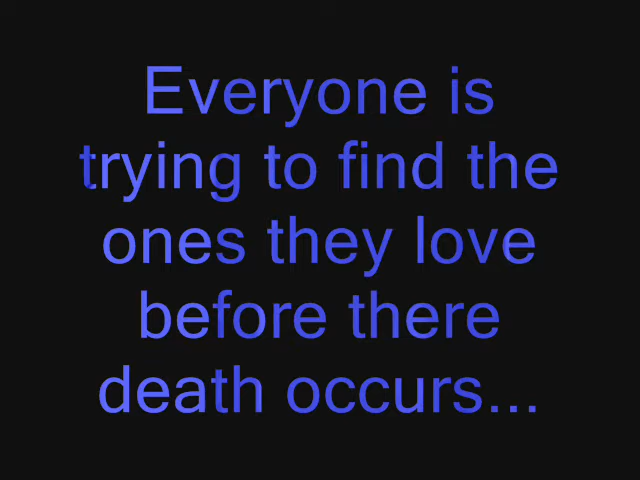 Everyone is
trying to find the
ones they love
before there
death occurs...